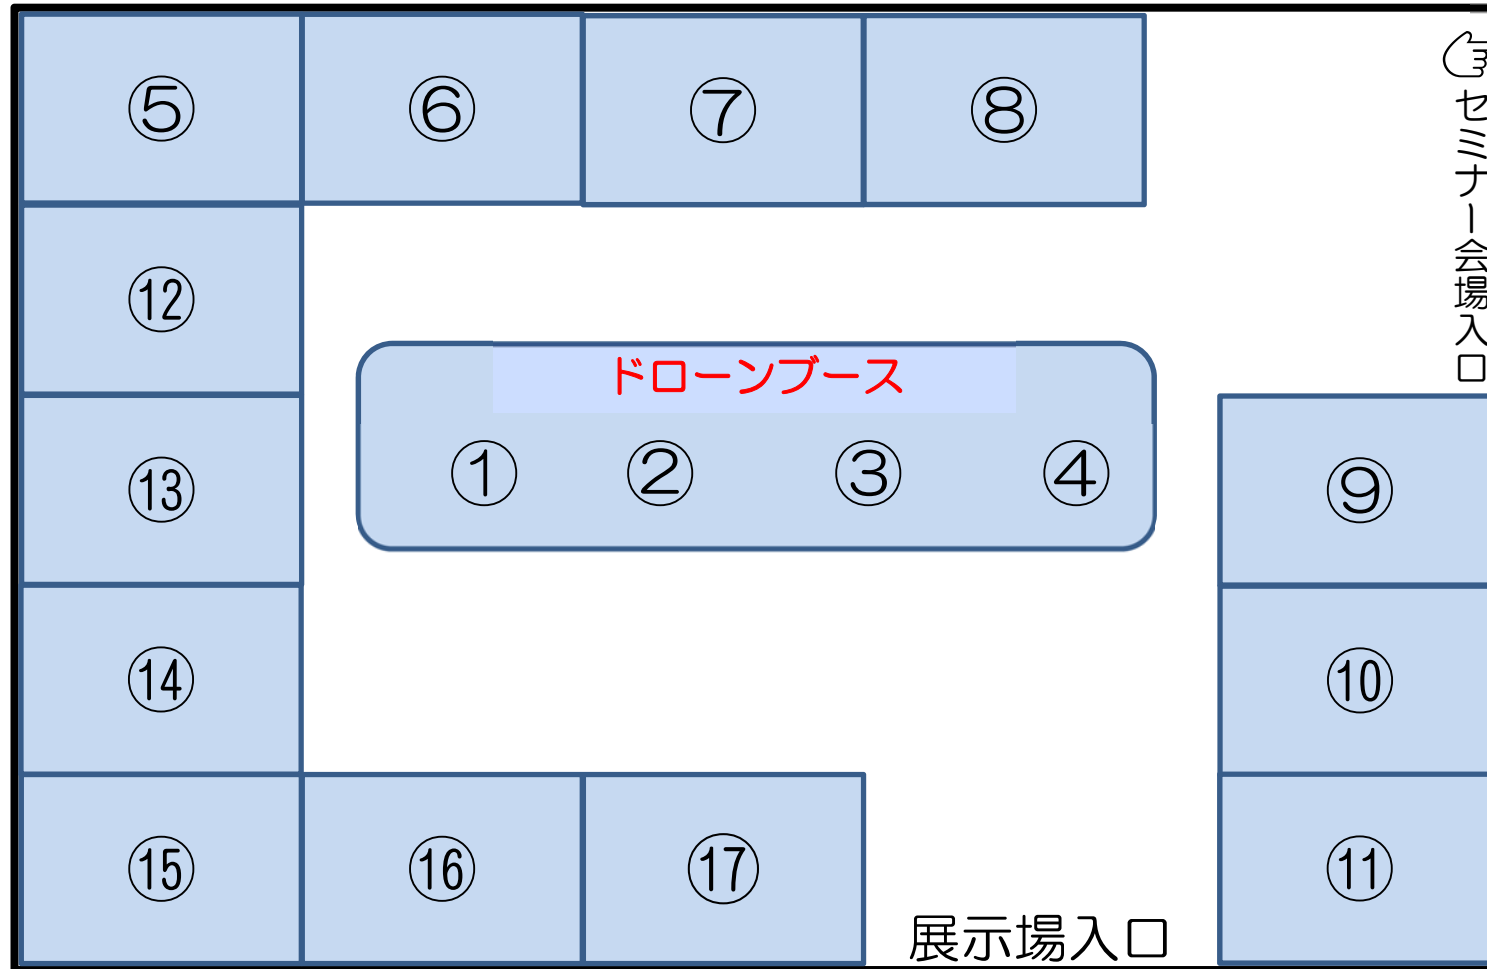 ⑤ ⑥ ⑦ ⑧
☞セミナー会場入口
⑫
ドローンブース
① ② ③ ④
⑬
⑨
⑭
⑩
⑮ ⑯ ⑰
⑪
展示場入口